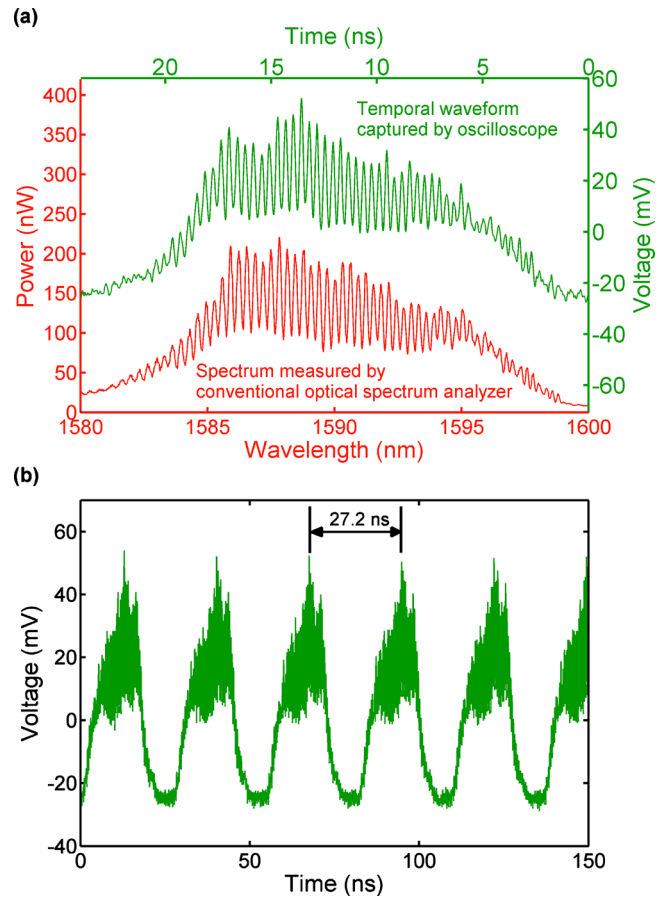 (a)
Time (ns)
20 15 10 5 0
400
350
300
250
200
150
100
50
0
Power (nW)
60
40
20
0
-20
-40
-60
Voltage (mV)
Temporal waveform
captured by oscilloscope
Spectrum measured by
conventional optical spectrum analyzer
1580 1585 1590 1595 1600
Wavelength (nm)
(b)
60
40
20
0
-20
-40
Voltage (mV)
27.2 ns
0 50 100 150
Time (ns)